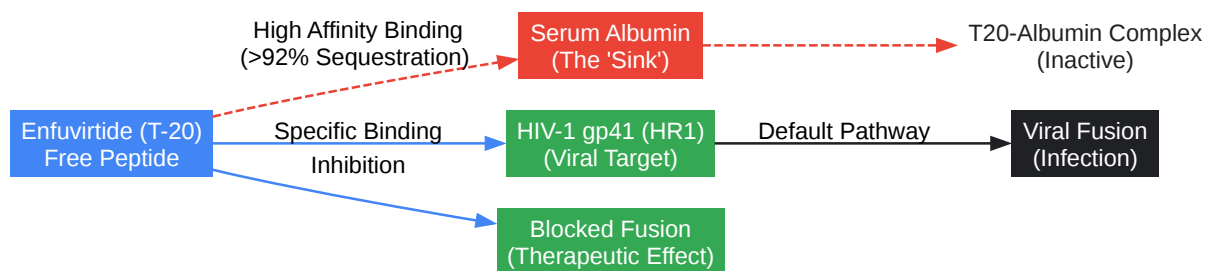 High Affinity Binding
(>92% Sequestration)
Serum Albumin
(The 'Sink')
T20-Albumin Complex
(Inactive)
Enfuvirtide (T-20)
Free Peptide
Specific Binding
Inhibition
HIV-1 gp41 (HR1)
(Viral Target)
Default Pathway
Viral Fusion
(Infection)
Blocked Fusion
(Therapeutic Effect)